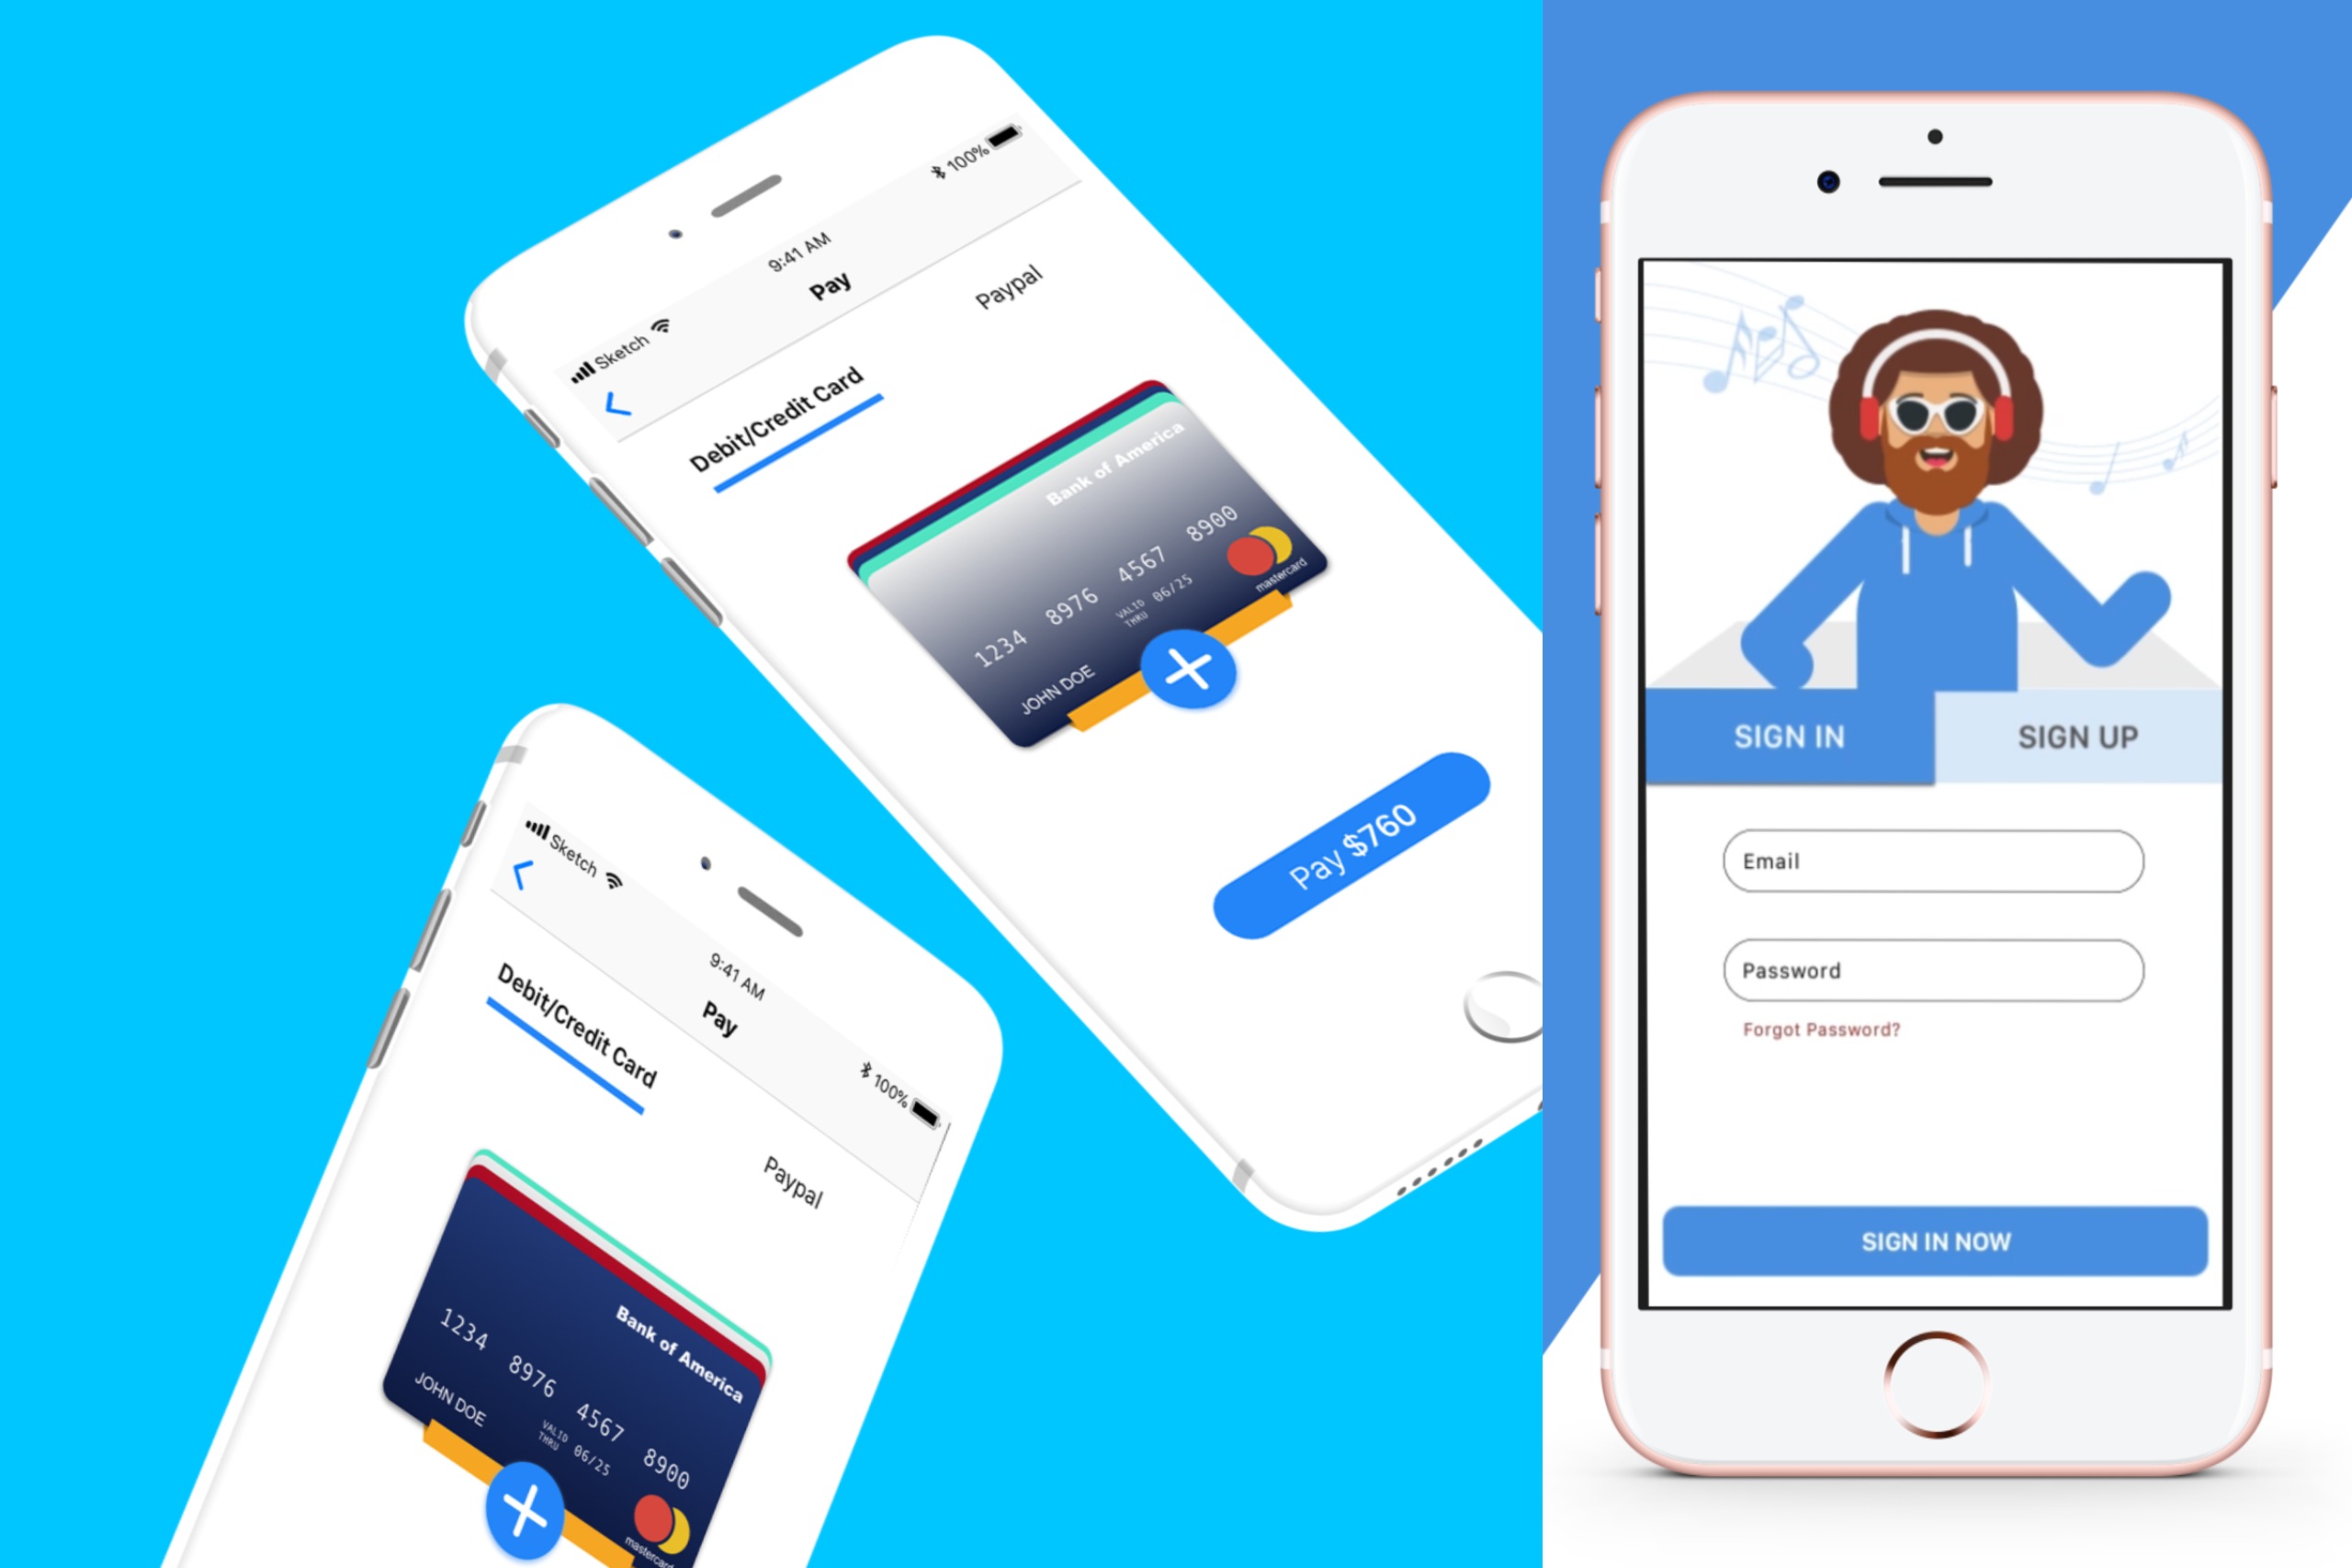 Sketch
9:41 AM
100%
Pay
Debit/Credit Card
Paypal
Bank of America
1234 8976 4567 8900
VALID
THRU 06/25
JOHN DOE
mastercard
Pay $760
Sketch
9:41 AM
100%
Pay
Debit/Credit Card
Paypal
Bank of America
1234 8976 4567 8900
VALID
THRU 06/25
JOHN DOE
mastercard
SIGN IN
SIGN UP
Email
Password
Forgot Password?
SIGN IN NOW